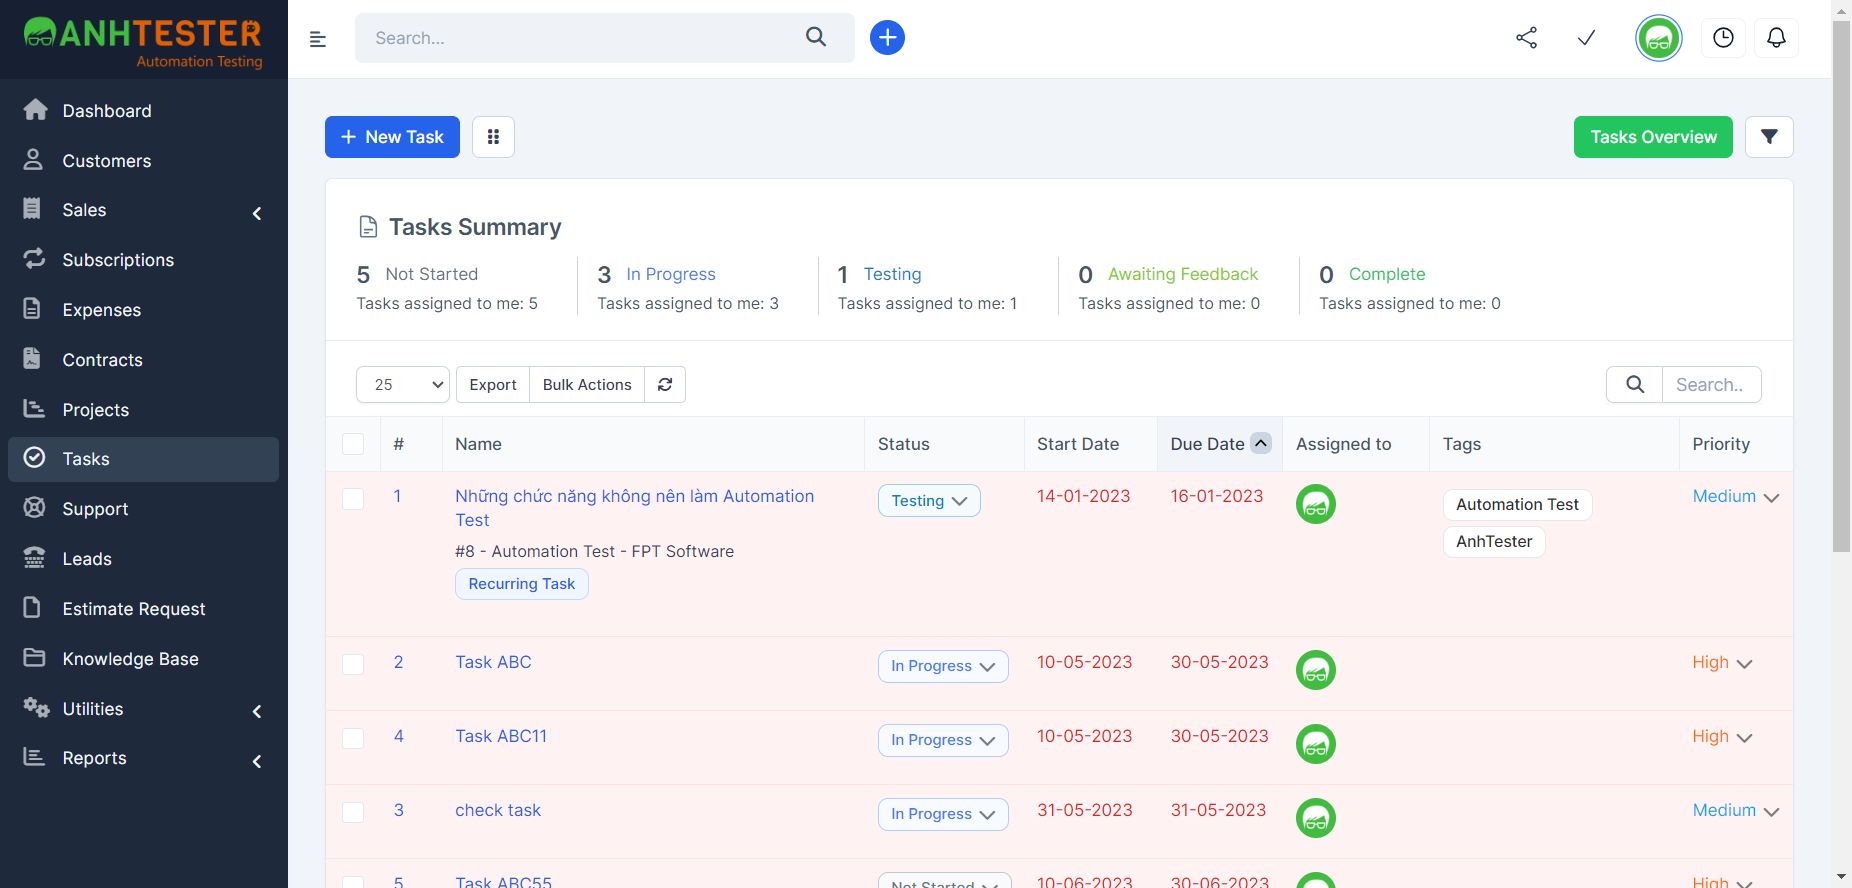 ANHTESTER
Automation Testing
Search...
Dashboard
Customers
Sales
Subscriptions
Expenses
Contracts
Projects
Tasks
Support
Leads
Estimate Request
Knowledge Base
Utilities
Reports
New Task
Tasks Overview
Tasks Summary
5 Not Started
Tasks assigned to me: 5
3 In Progress
Tasks assigned to me: 3
1 Testing
Tasks assigned to me: 1
0 Awaiting Feedback
Tasks assigned to me: 0
0 Complete
Tasks assigned to me: 0
25 Export Bulk Actions Search..
# Name Status Start Date Due Date Assigned to Tags Priority
1 Những chức năng không nên làm Automation Testing 14-01-2023 16-01-2023 Automation Test Medium
Test
AnhTester
#8 - Automation Test - FPT Software
Recurring Task
2 Task ABC In Progress 10-05-2023 30-05-2023 High
4 Task ABC11 In Progress 10-05-2023 30-05-2023 High
3 check task In Progress 31-05-2023 31-05-2023 Medium
5 Task ABC55 Not Started 10-06-2023 30-06-2023 High